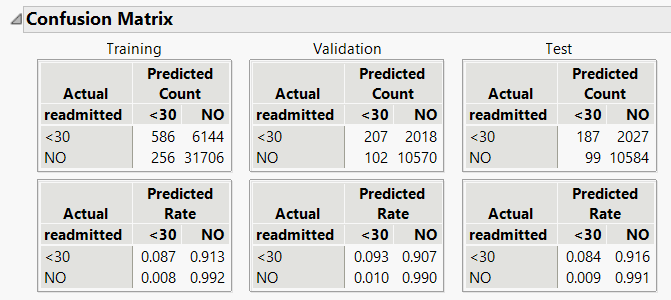 Confusion Matrix
Training Validation Test
Predicted Predicted Predicted
Actual Count Actual Count Actual Count
readmitted <30 NO readmitted <30 NO readmitted <30 NO
<30 586 6144 <30 207 2018 <30 187 2027
NO 256 31706 NO 102 10570 NO 99 10584
Predicted Predicted Predicted
Actual Rate Actual Rate Actual Rate
readmitted <30 NO readmitted <30 NO readmitted <30 NO
<30 0.087 0.913 <30 0.093 0.907 <30 0.084 0.916
NO 0.008 0.992 NO 0.010 0.990 NO 0.009 0.991